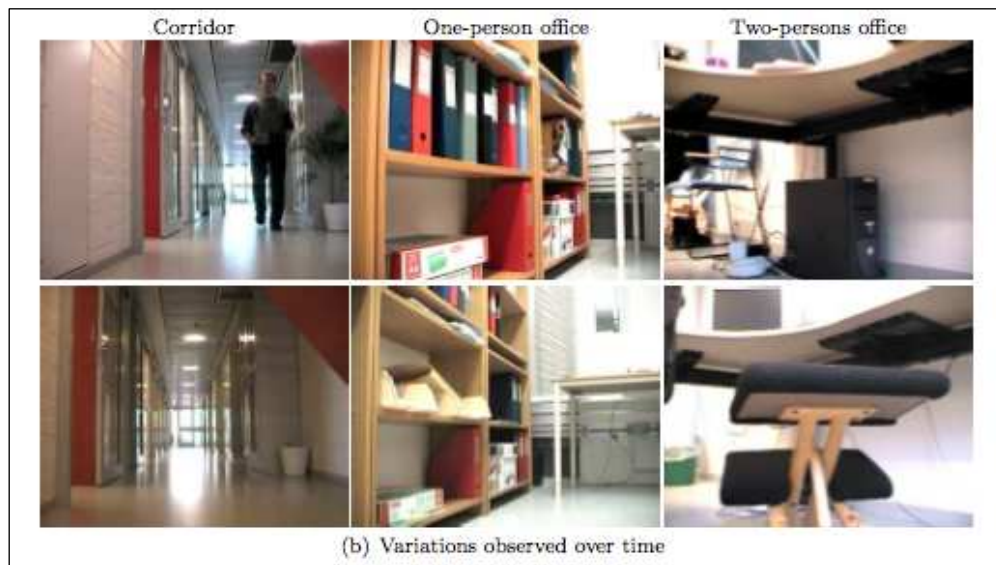 Corridor
One-person office
Two-persons office
(b) Variations observed over time